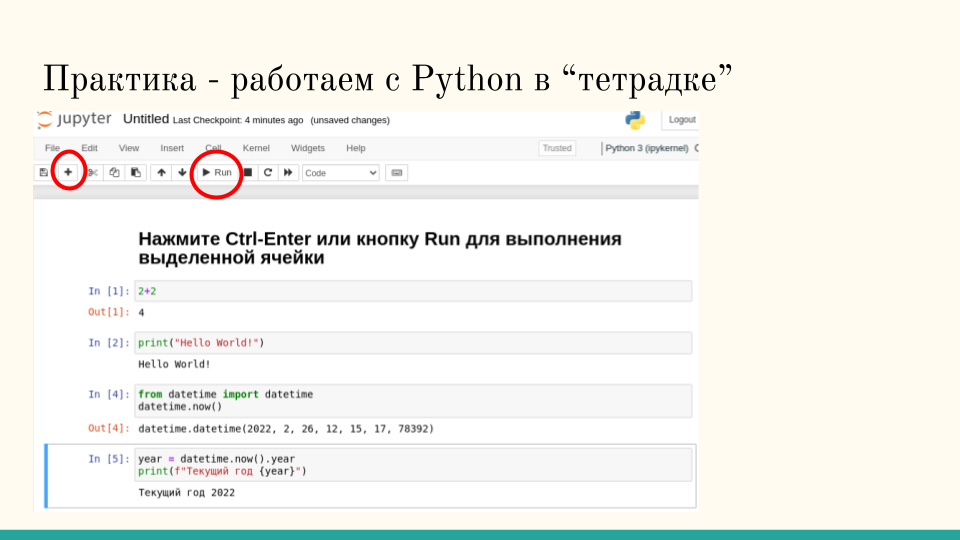 Практика - работаем с Python в “тетрадке”
jupyter Untitled Last Checkpoint: 4 minutes ago (unsaved changes) Logout
File Edit View Insert Cell Kernel Widgets Help Trusted Python 3 (ipykernel)
Run Code
Нажмите Ctrl-Enter или кнопку Run для выполнения
выделенной ячейки
In [1]: 2+2
Out[1]: 4
In [2]: print("Hello World!")
Hello World!
In [4]: from datetime import datetime
datetime.now()
Out[4]: datetime.datetime(2022, 2, 26, 12, 15, 17, 78392)
In [5]: year = datetime.now().year
print(f"Текущий год {year}")
Текущий год 2022